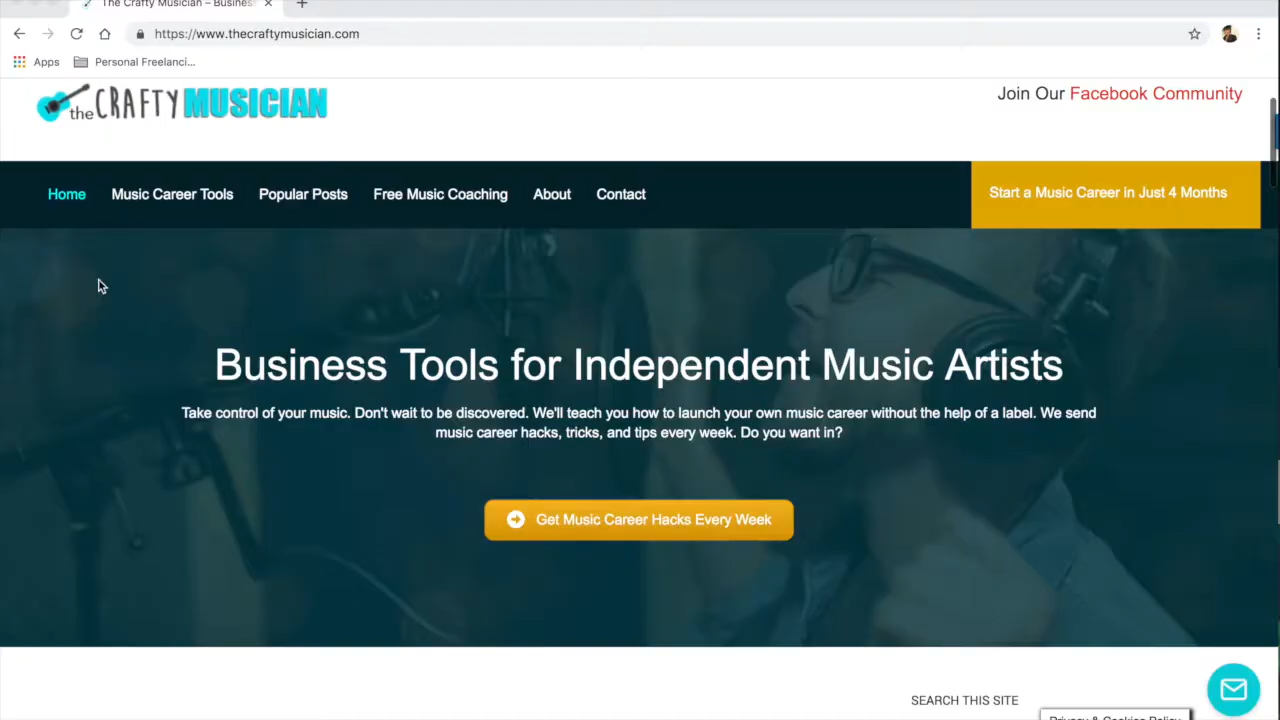 The Crafty Musician – Busines
https://www.thecraftymusician.com
Apps
Personal Freelanci...
the CRAFTY MUSICIAN
Join Our Facebook Community
Home
Music Career Tools
Popular Posts
Free Music Coaching
About
Contact
Start a Music Career in Just 4 Months
Business Tools for Independent Music Artists
Take control of your music. Don't wait to be discovered. We'll teach you how to launch your own music career without the help of a label. We send
music career hacks, tricks, and tips every week. Do you want in?
Get Music Career Hacks Every Week
SEARCH THIS SITE
Privacy & Cookies Policy